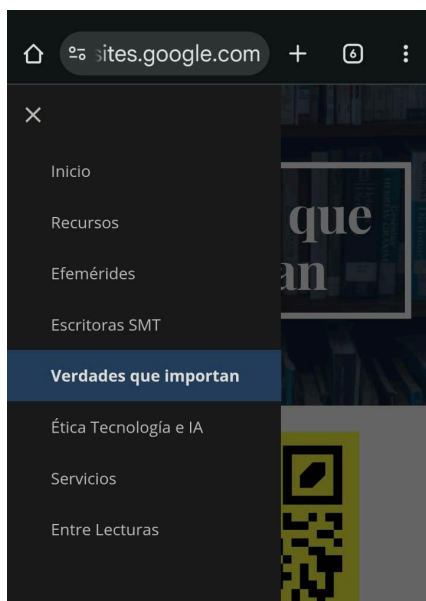 sites.google.com
6
Inicio
Recursos
Efemérides
Escritoras SMT
Verdades que importan
Ética Tecnología e IA
Servicios
Entre Lecturas
que
an